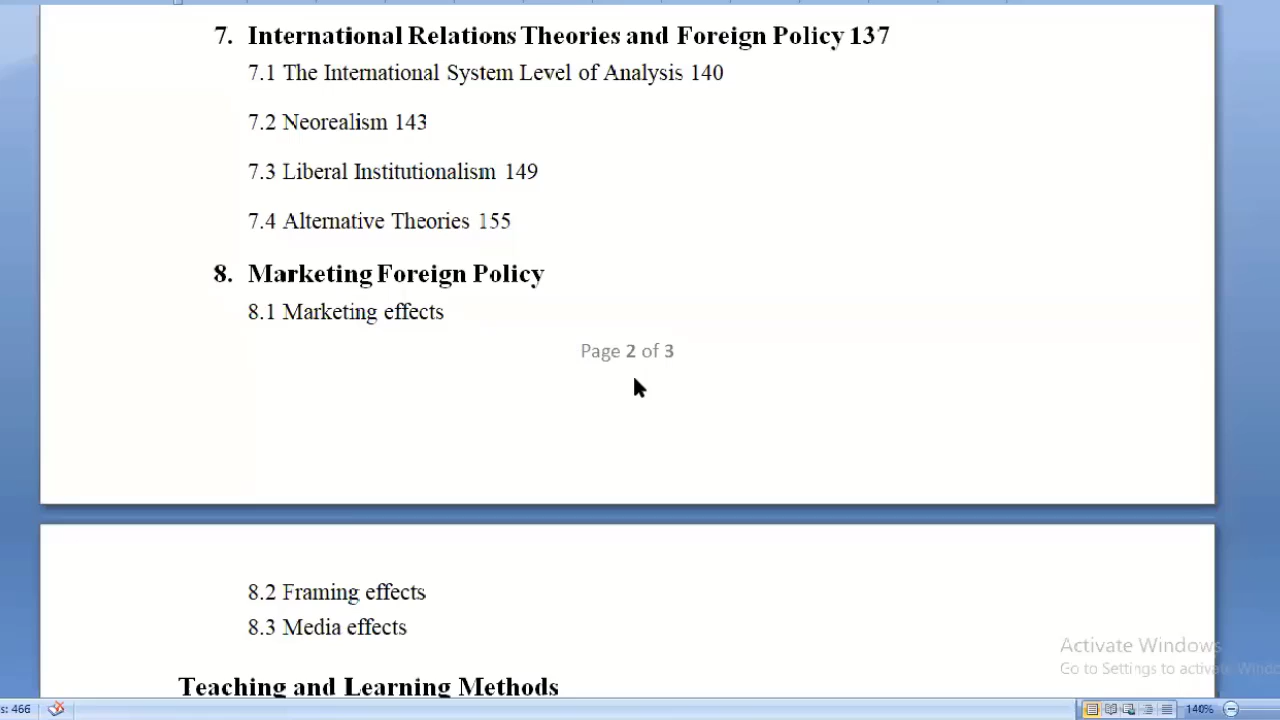 7. International Relations Theories and Foreign Policy 137
7.1 The International System Level of Analysis 140
7.2 Neorealism 143
7.3 Liberal Institutionalism 149
7.4 Alternative Theories 155
8. Marketing Foreign Policy
8.1 Marketing effects
Page 2 of 3
8.2 Framing effects
8.3 Media effects
Activate Windows
Go to Settings to activate Windo
Teaching and Learning Methods
s: 466
140%